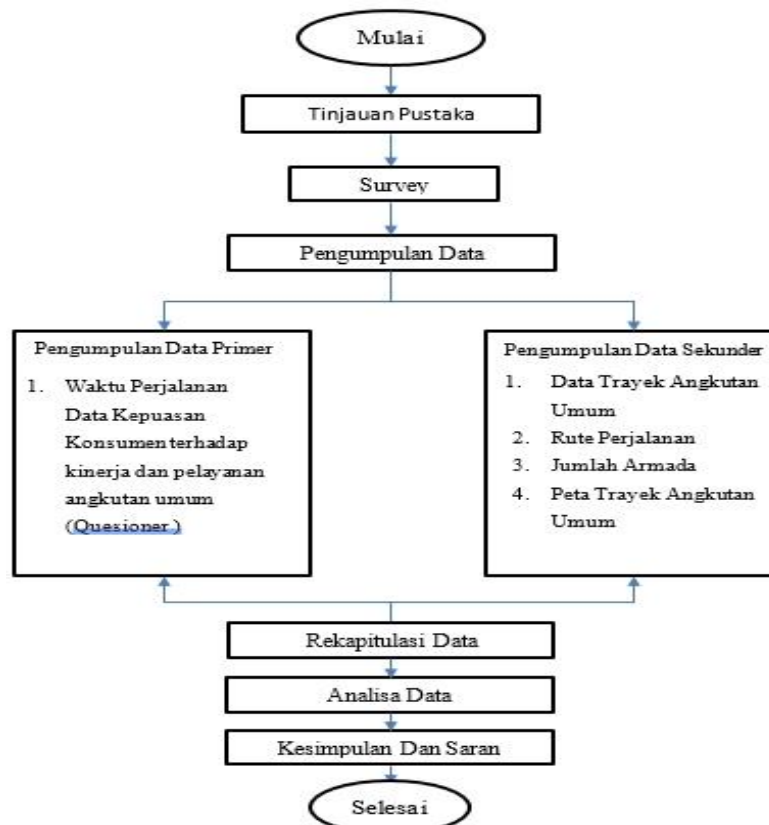 Mulai
Tinjauan Pustaka
Survey
Pengumpulan Data
Pengumpulan Data Primer
1. Waktu Perjalanan
Data Kepuasan
Konsumen terhadap
kinerja dan pelayanan
angkutan umum
(Quesioner )
Pengumpulan Data Sekunder
1. Data Trayek Angkutan
Umum
2. Rute Perjalanan
3. Jumlah Armada
4. Peta Trayek Angkutan
Umum
Rekapitulasi Data
Analisa Data
Kesimpulan Dan Saran
Selesai